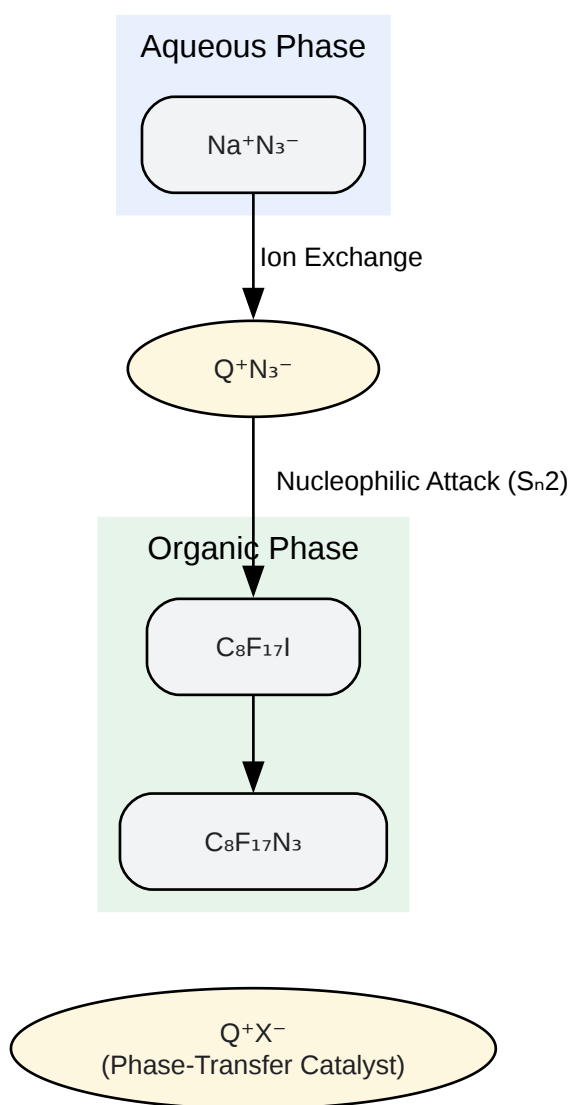 Aqueous Phase
Na⁺N₃⁻
Ion Exchange
Q⁺N₃⁻
Nucleophilic Attack (Sₙ2)
Organic Phase
C₈F₁₇I
C₈F₁₇N₃
Q⁺X⁻
(Phase-Transfer Catalyst)